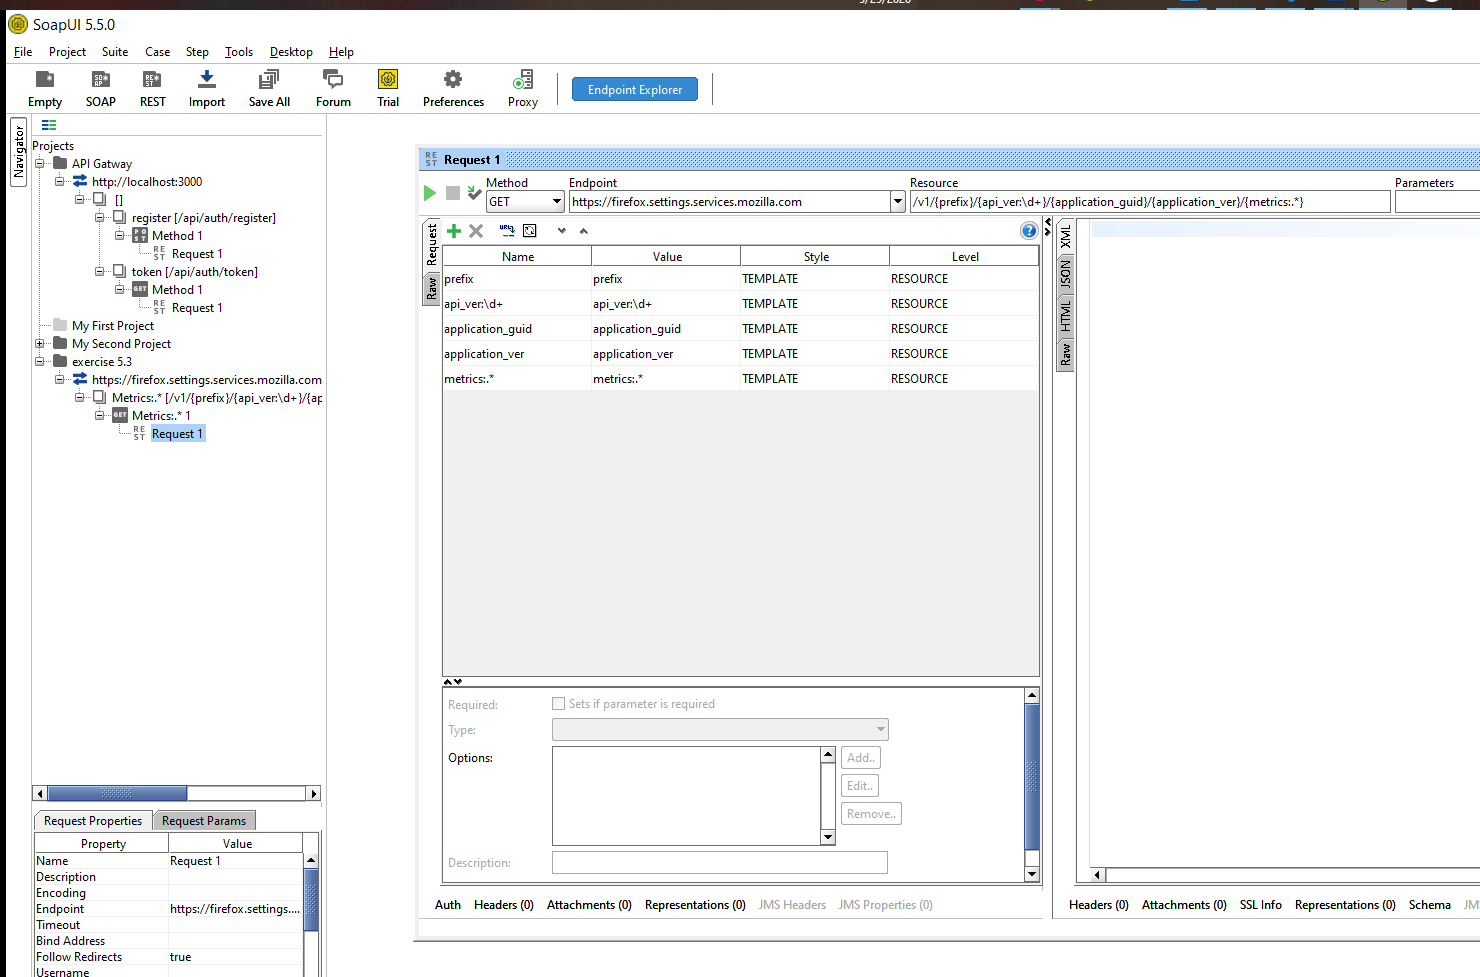 SoapUI 5.5.0
File Project Suite Case Step Tools Desktop Help
Empty SOAP REST Import Save All Forum Trial Preferences Proxy Endpoint Explorer
Navigator
Projects
API Gatway
http://localhost:3000
[]
register [/api/auth/register]
Method 1
Request 1
token [/api/auth/token]
Method 1
Request 1
My First Project
My Second Project
exercise 5.3
https://firefox.settings.services.mozilla.com
Metrics:.* [/v1/{prefix}/{api_ver:\d+}/{ap
Metrics:.* 1
Request 1
Request Properties Request Params
Property Value
Name Request 1
Description
Encoding
Endpoint https://firefox.settings....
Timeout
Bind Address
Follow Redirects true
Username
Request 1
Method Endpoint Resource Parameters
GET https://firefox.settings.services.mozilla.com /v1/{prefix}/{api_ver:\d+}/{application_guid}/{application_ver}/{metrics:.*}
Request
Raw
Name Value Style Level
prefix prefix TEMPLATE RESOURCE
api_ver:\d+ api_ver:\d+ TEMPLATE RESOURCE
application_guid application_guid TEMPLATE RESOURCE
application_ver application_ver TEMPLATE RESOURCE
metrics:.* metrics:.* TEMPLATE RESOURCE
Required: Sets if parameter is required
Type:
Options: Add..
Edit..
Remove..
Description:
Auth Headers (0) Attachments (0) Representations (0) JMS Headers JMS Properties (0)
XML
JSON
HTML
Raw
Headers (0) Attachments (0) SSL Info Representations (0) Schema